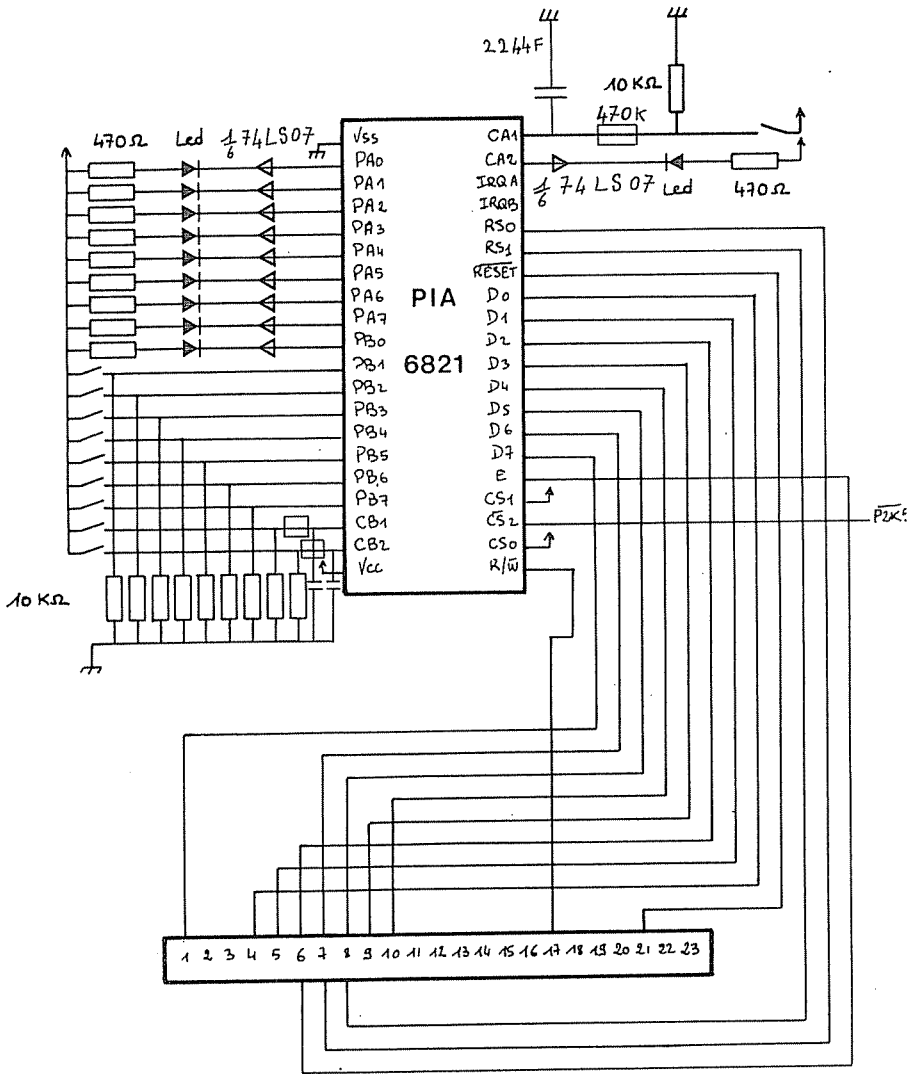 2244F
10 KΩ
470K
470Ω Led 1/6 74LS07
1/6 74 LS 07 Led 470Ω
Vss
PA0
PA1
PA2
PA3
PA4
PA5
PA6
PA7
PB0
PB1
PB2
PB3
PB4
PB5
PB6
PB7
CB1
CB2
Vcc
PIA
6821
CA1
CA2
IRQA
IRQB
RS0
RS1
R̅E̅S̅E̅T̅
D0
D1
D2
D3
D4
D5
D6
D7
E
CS1
C̅S̅2
CS0
R/W̅
10 KΩ
1 2 3 4 5 6 7 8 9 10 11 12 13 14 15 16 17 18 19 20 21 22 23